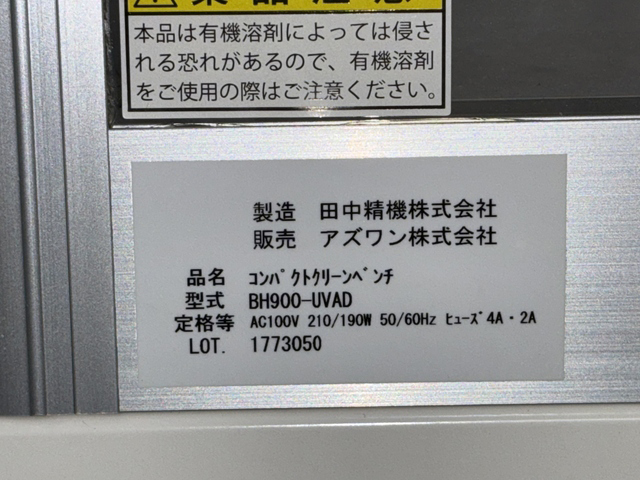 薬品注意
本品は有機溶剤によっては侵さ
れる恐れがあるので、有機溶剤
をご使用の際はご注意ください。
製造 田中精機株式会社
販売 アズワン株式会社
品名 ｺﾝﾊﾟｸﾄｸﾘｰﾝﾍﾞﾝﾁ
型式 BH900-UVAD
定格等 AC100V 210/190W 50/60Hz ﾋｭｰｽﾞ4A・2A
LOT. 1773050